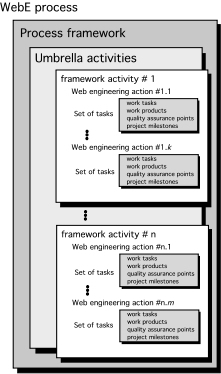 WebE process
Process framework
Umbrella activities
framework activity # 1
Web engineering action #1.1
Set of tasks
work tasks
work products
quality assurance points
project milestones
Web engineering action #1.k
Set of tasks
work tasks
work products
quality assurance points
project milestones
framework activity # n
Web engineering action #n.1
Set of tasks
work tasks
work products
quality assurance points
project milestones
Web engineering action #n.m
Set of tasks
work tasks
work products
quality assurance points
project milestones